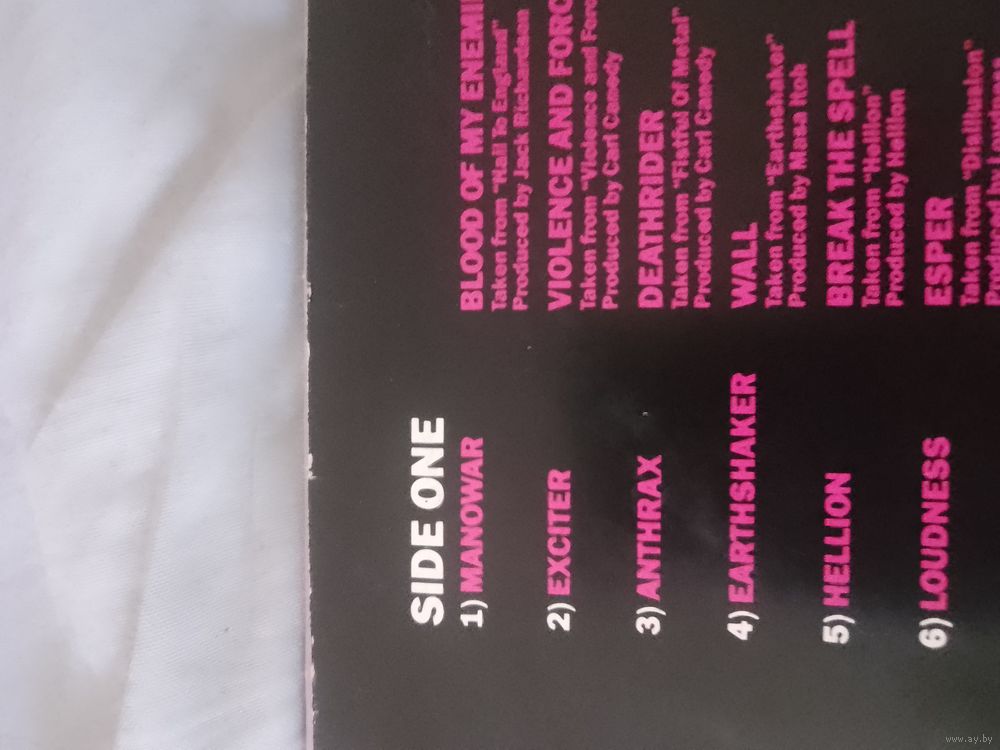 SIDE ONE
1) MANOWAR
BLOOD OF MY
Taken from "Hail To England"
Produced by Jack Richardson
2) EXCITER
VIOLENCE AND
Taken from "Violence and
Produced by Carl Canedy
3) ANTHRAX
DEATHRIDER
Taken from "Fistful Of Metal"
Produced by Carl Canedy
4) EARTHSHAKER
WALL
Taken from "Earthshaker"
Produced by Masa Itoh
5) HELLION
BREAK THE SPELL
Taken from "Hellion"
Produced by Hellion
6) LOUDNESS
ESPER
Taken from "Disillusion"
Produced by
www.ay.by